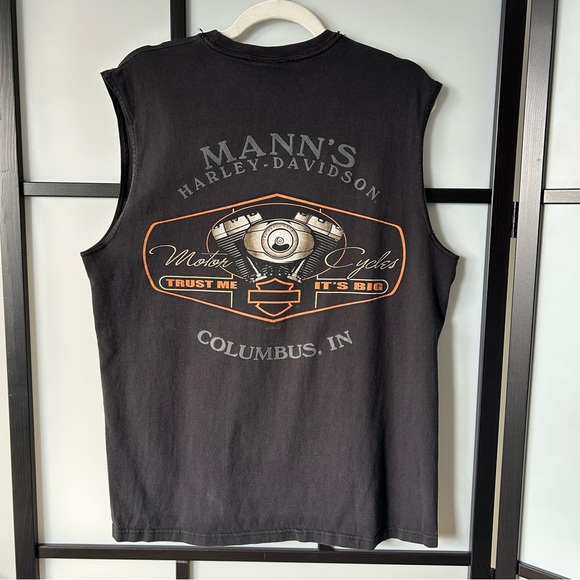 MANN'S
HARLEY-DAVIDSON
Motor Cycles
TRUST ME IT'S BIG
COLUMBUS, IN